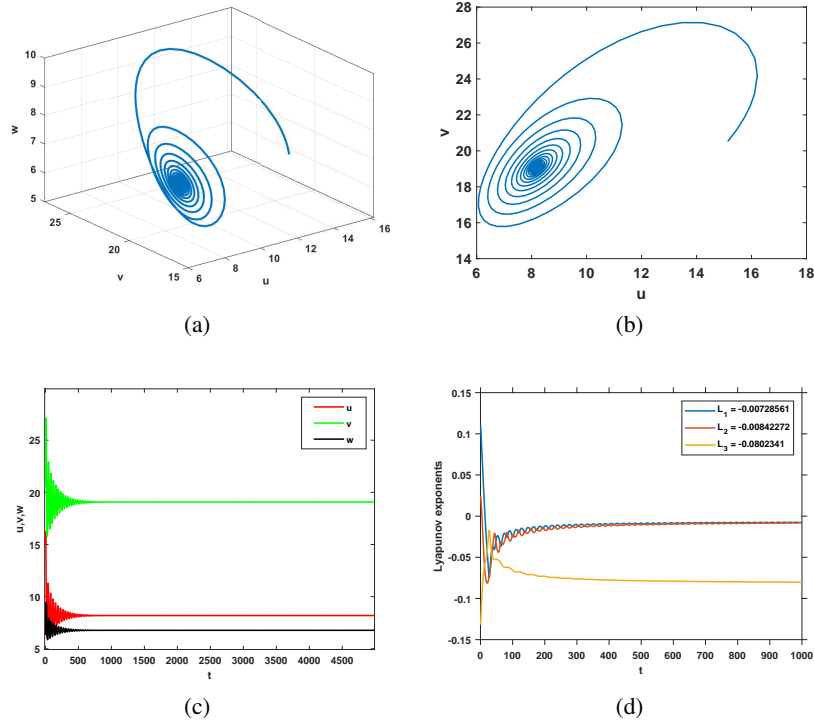 10
9
8
7
6
5
w
25
20
15
v
6
8
10
12
14
16
u
(a)
28
26
24
22
20
18
16
14
v
6 8 10 12 14 16 18
u
(b)
u
v
w
25
20
15
10
5
u,v,w
0 500 1000 1500 2000 2500 3000 3500 4000 4500
t
(c)
0.15
0.1
0.05
0
-0.05
-0.1
-0.15
Lyapunov exponents
L1 = -0.00728561
L2 = -0.00842272
L3 = -0.0802341
0 100 200 300 400 500 600 700 800 900 1000
t
(d)